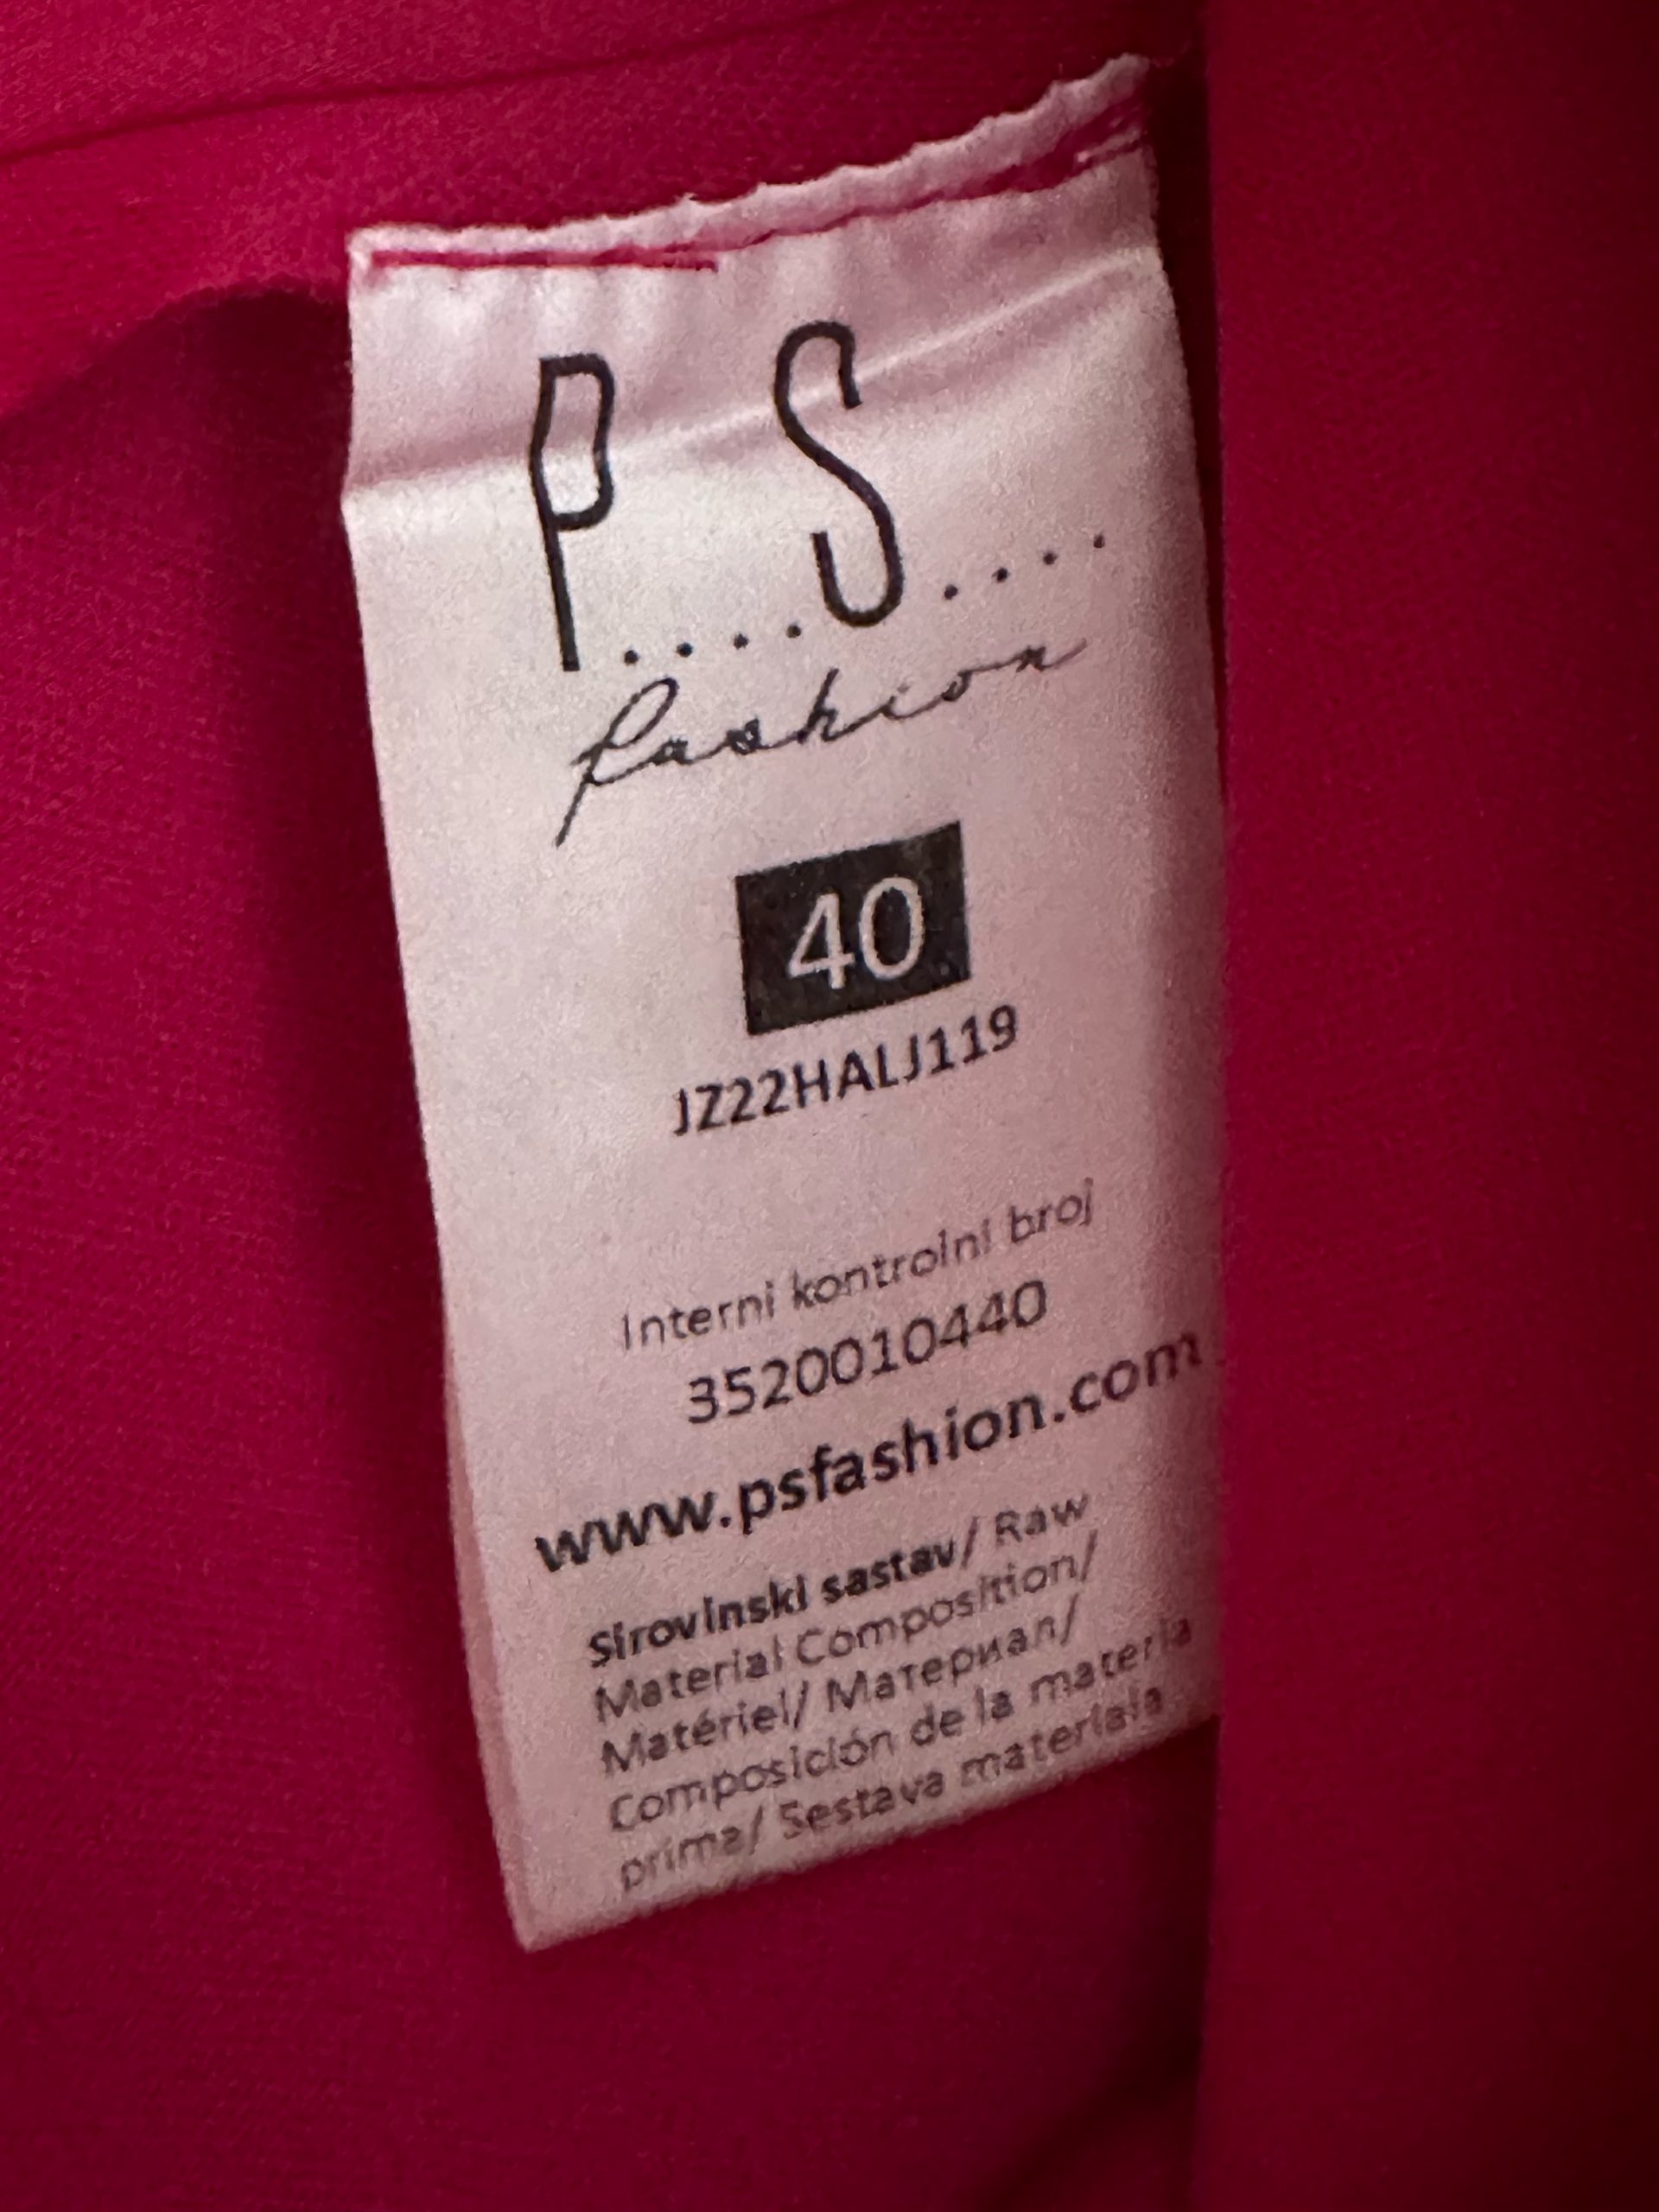 P....S....
fashion
40
JZ22HALJ119
Interni kontrolni broj
3520010440
www.psfashion.com
Sirovinski sastav/ Raw
Material Composition/
Matériel/ Материал/
Composición de la materia
prima/ Sestava materiala